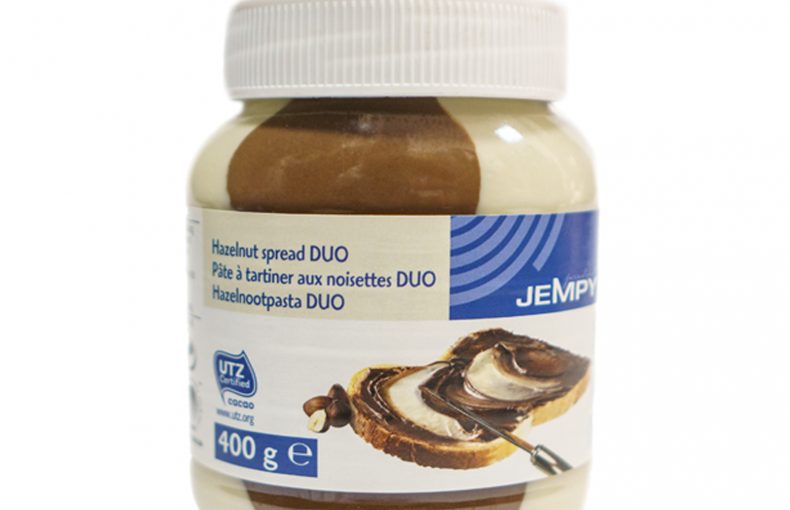 Hazelnut spread DUO
Pâte à tartiner aux noisettes DUO
Hazelnootpasta DUO
JEMPY
UTZ
Certified
cacao
www.utz.org
400 g e